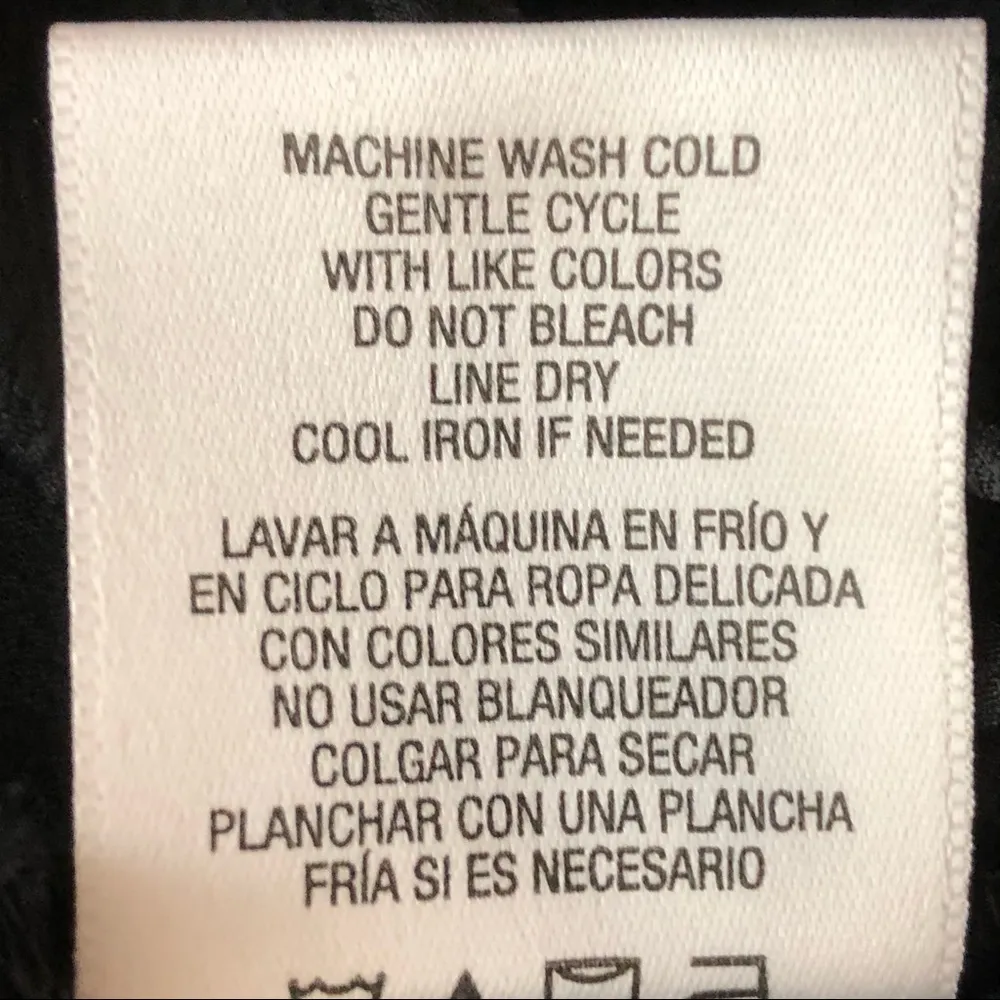 MACHINE WASH COLD
GENTLE CYCLE
WITH LIKE COLORS
DO NOT BLEACH
LINE DRY
COOL IRON IF NEEDED
LAVAR A MÁQUINA EN FRÍO Y
EN CICLO PARA ROPA DELICADA
CON COLORES SIMILARES
NO USAR BLANQUEADOR
COLGAR PARA SECAR
PLANCHAR CON UNA PLANCHA
FRÍA SI ES NECESARIO